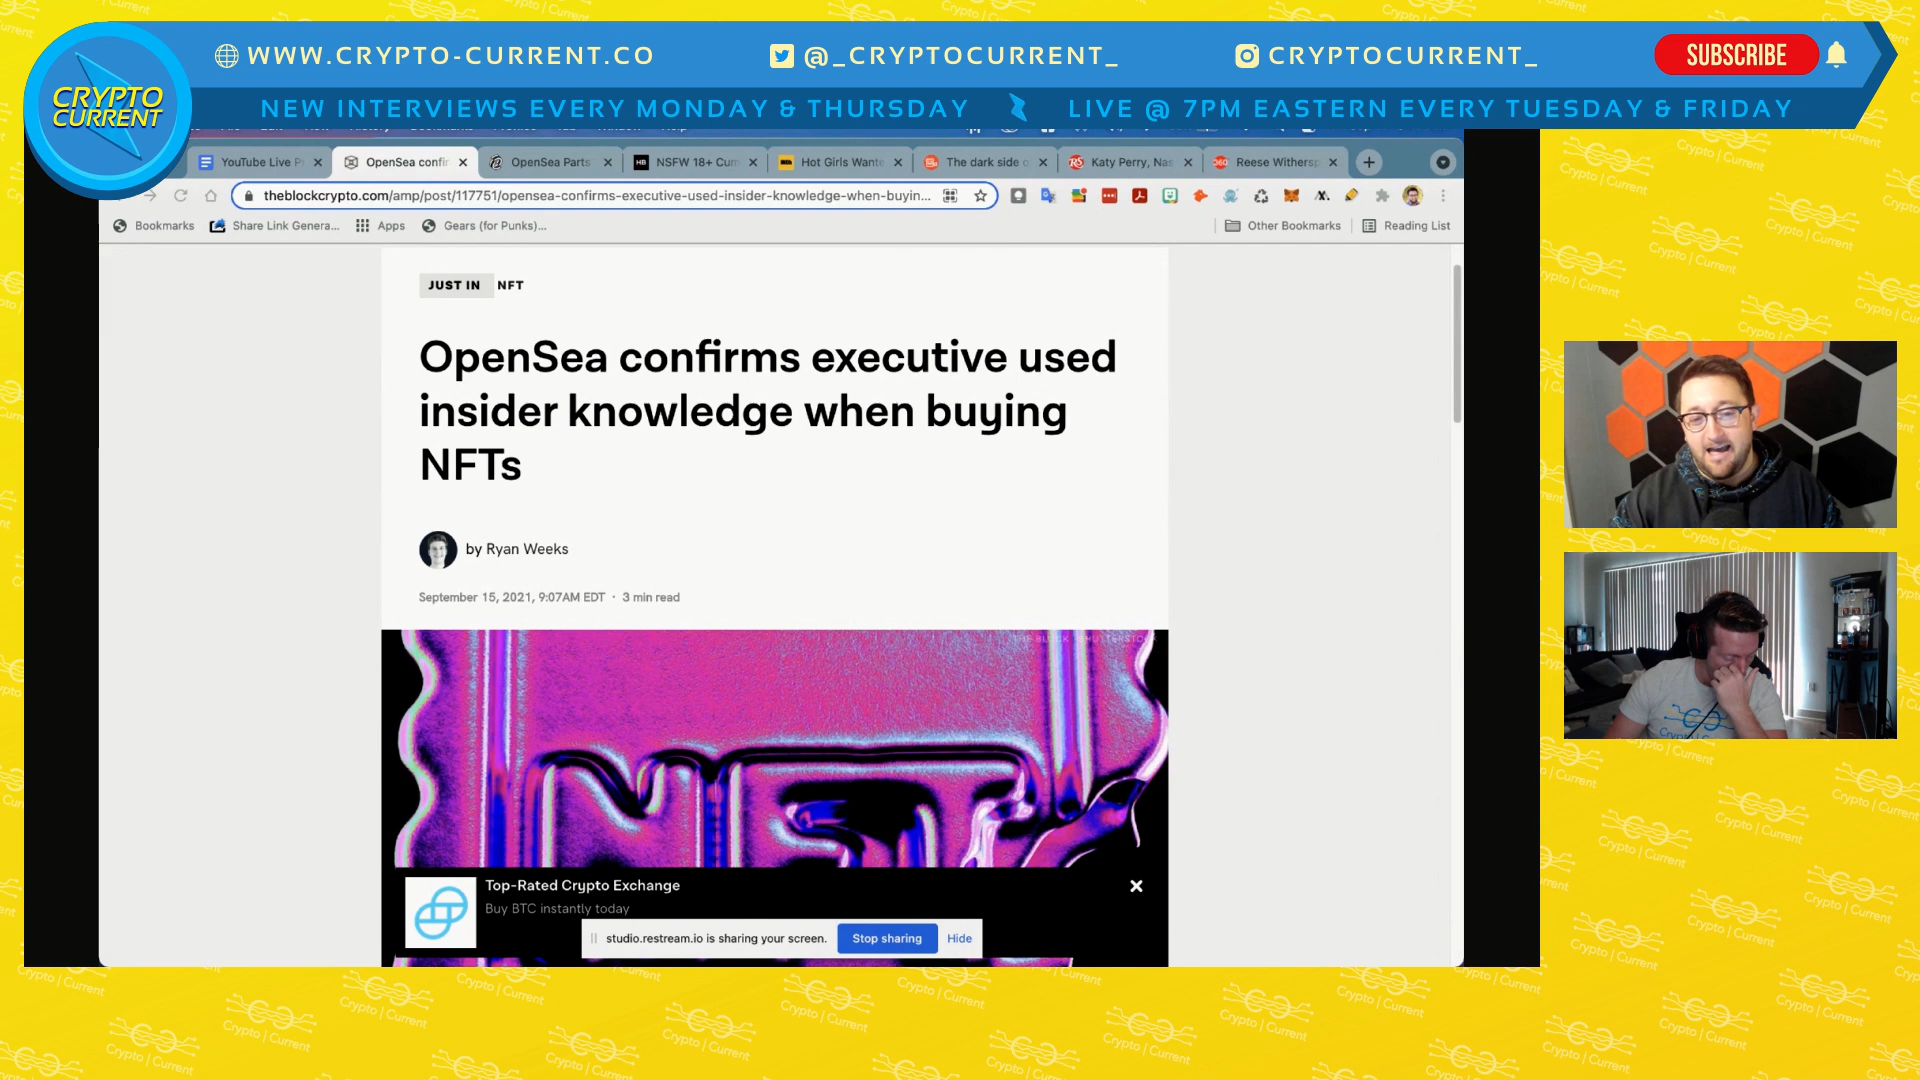 WWW.CRYPTO-CURRENT.CO @_CRYPTOCURRENT_ CRYPTOCURRENT_ SUBSCRIBE
CRYPTO
CURRENT
NEW INTERVIEWS EVERY MONDAY & THURSDAY LIVE @ 7PM EASTERN EVERY TUESDAY & FRIDAY
YouTube Live P OpenSea confir OpenSea Parts NSFW 18+ Cum Hot Girls Wante The dark side o Katy Perry, Nas Reese Withersp
theblockcrypto.com/amp/post/117751/opensea-confirms-executive-used-insider-knowledge-when-buyin...
Bookmarks Share Link Genera... Apps Gears (for Punks)... Other Bookmarks Reading List
JUST IN NFT
OpenSea confirms executive used
insider knowledge when buying
NFTs
by Ryan Weeks
September 15, 2021, 9:07AM EDT · 3 min read
NFT
Top-Rated Crypto Exchange
Buy BTC instantly today
studio.restream.io is sharing your screen. Stop sharing Hide
Crypto | Current